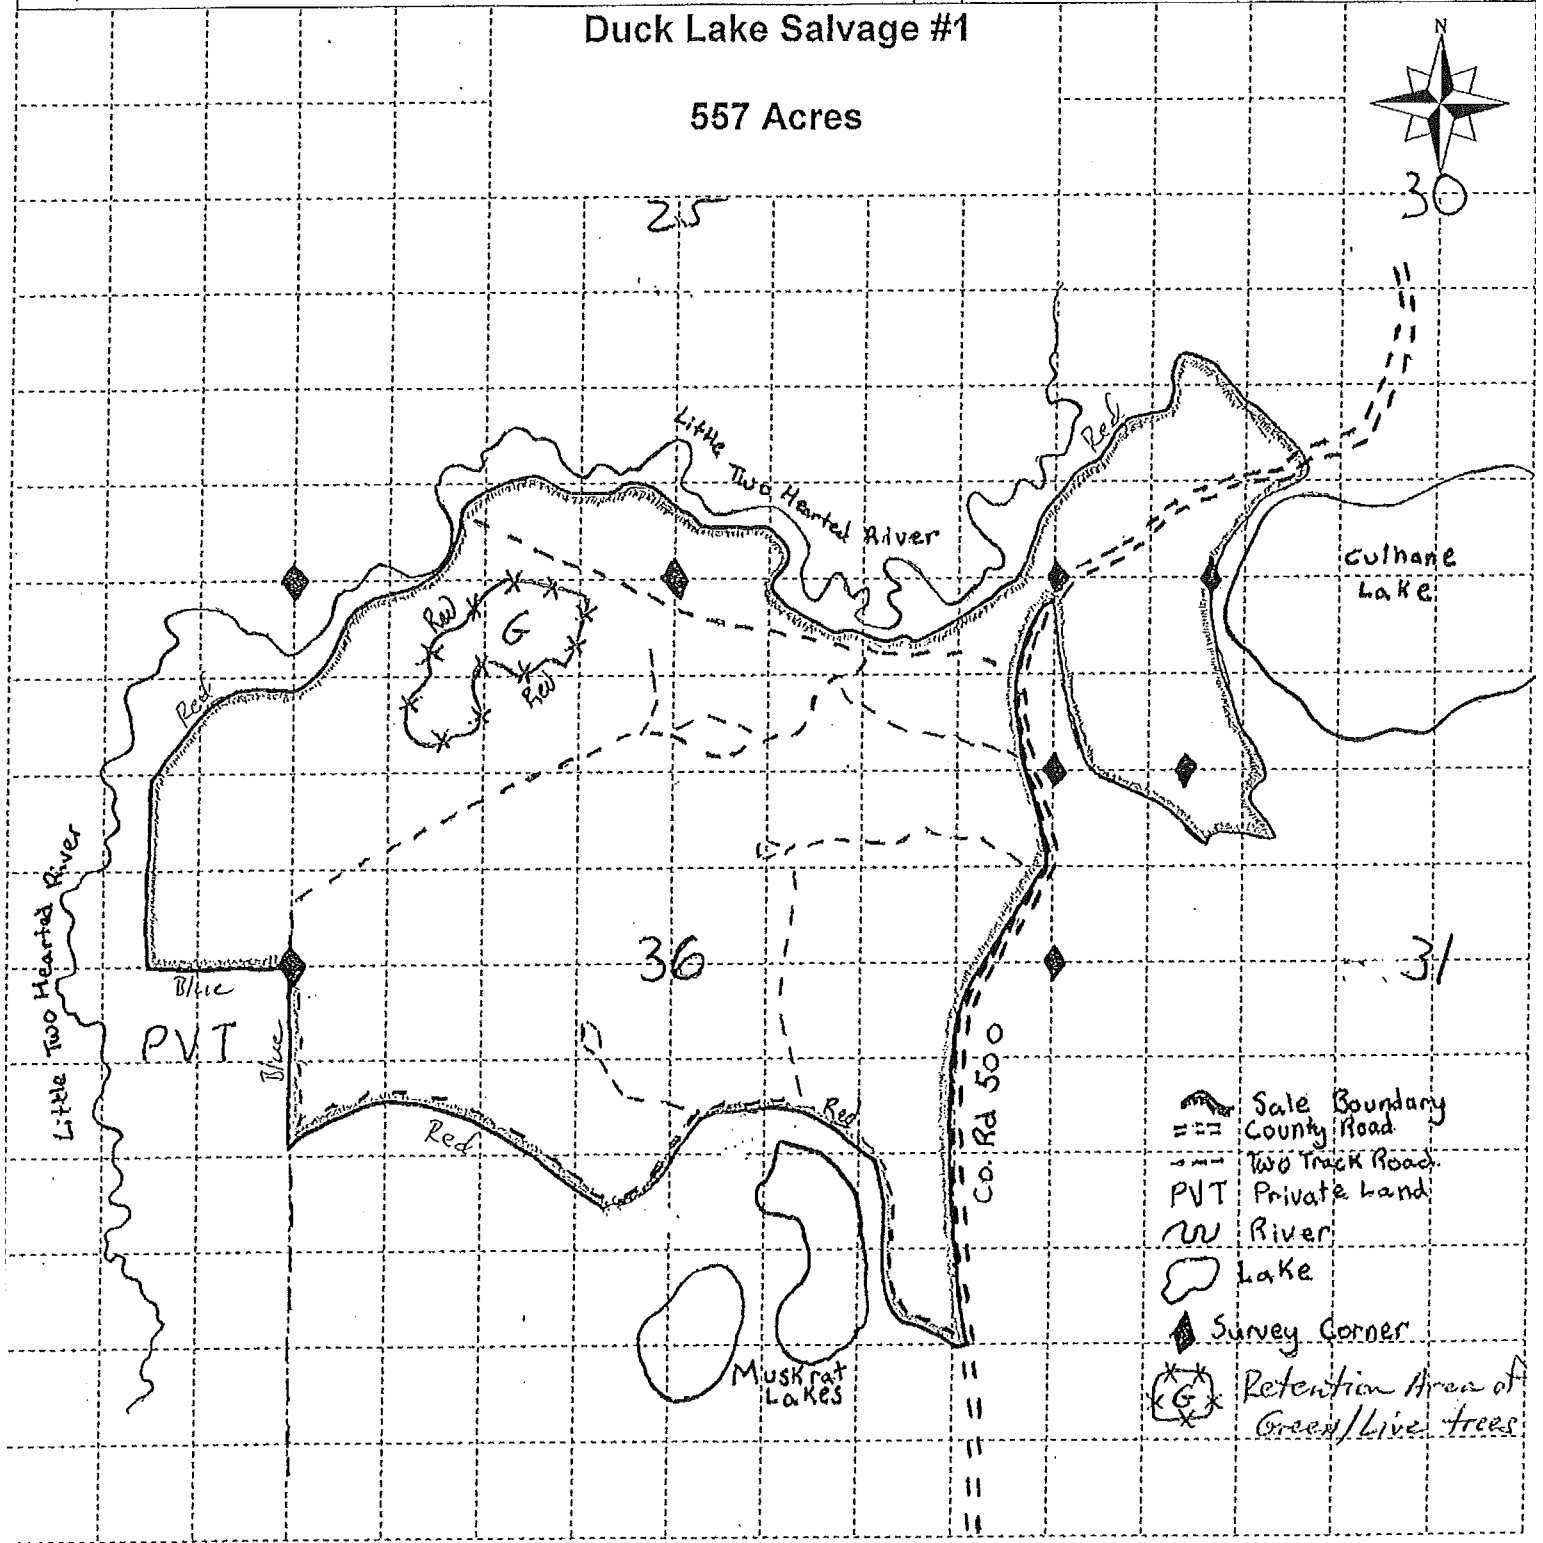 Duck Lake Salvage #1
557 Acres
N
30
25
Little Two Hearted River
Red
Culhane
Lake
Red
G
Red
Red
Little Two Hearted River
36
31
Blue
PVT
Blue
Red
Red
Co. Rd 500
Muskrat
Lakes
Sale Boundary
County Road
Two Track Road
PVT Private Land
River
Lake
Survey Corner
G Retention Area of
Green/Live trees